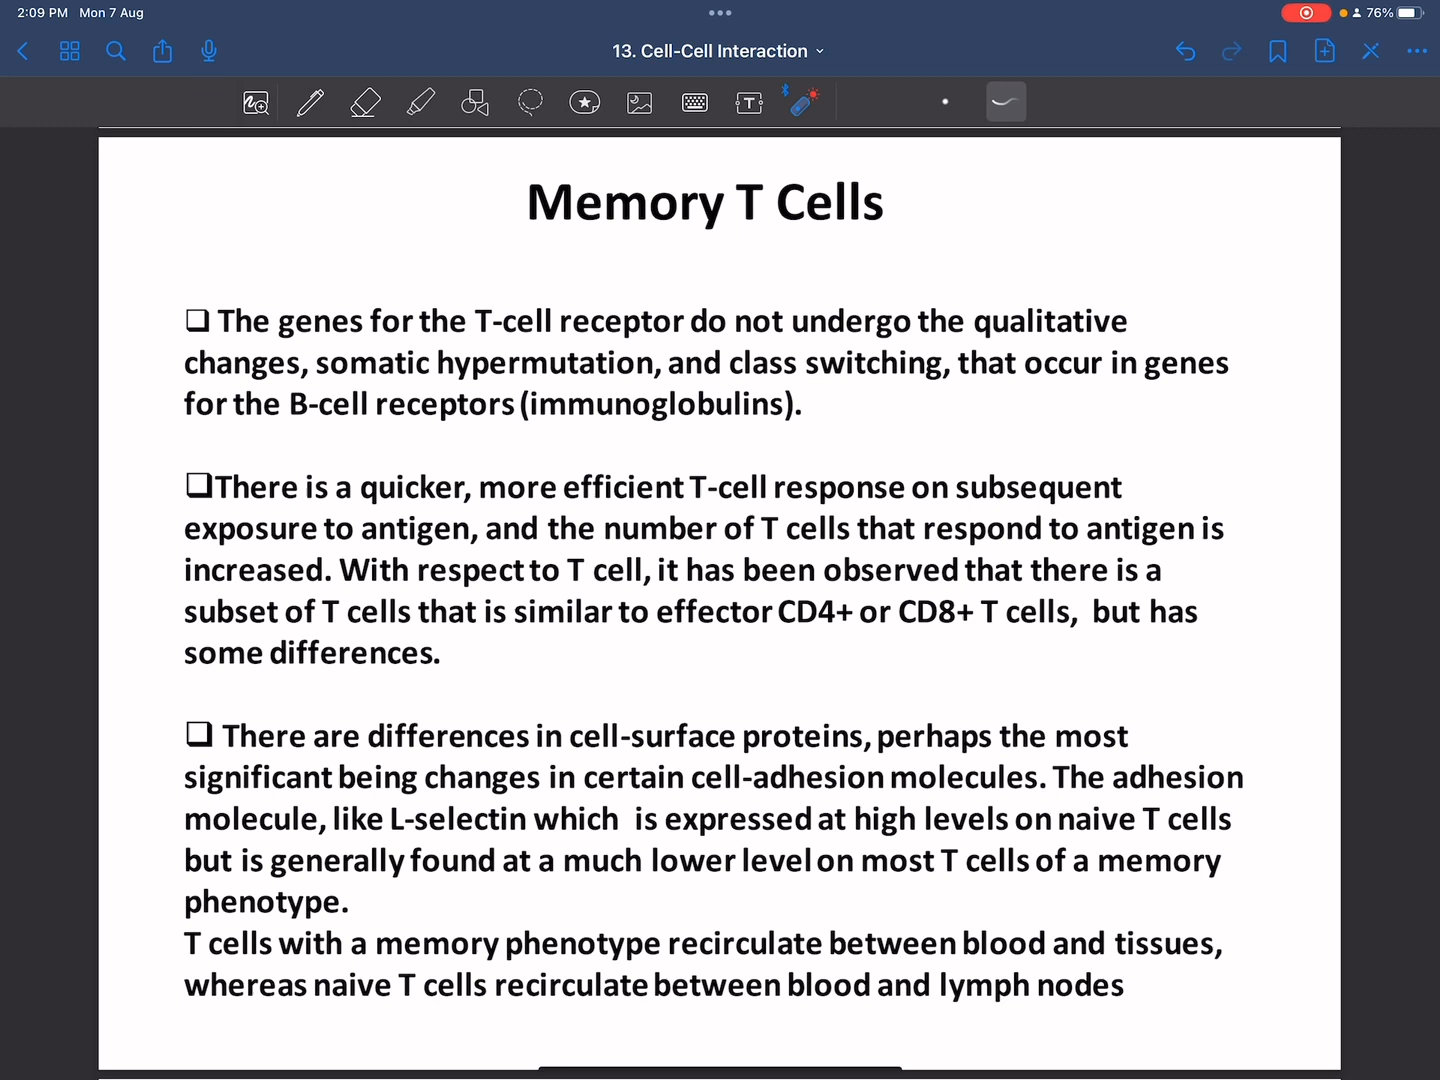 2:09 PM Mon 7 Aug
76%
13. Cell-Cell Interaction
T
Memory T Cells
❑ The genes for the T-cell receptor do not undergo the qualitative
changes, somatic hypermutation, and class switching, that occur in genes
for the B-cell receptors (immunoglobulins).
❑There is a quicker, more efficient T-cell response on subsequent
exposure to antigen, and the number of T cells that respond to antigen is
increased. With respect to T cell, it has been observed that there is a
subset of T cells that is similar to effector CD4+ or CD8+ T cells,  but has
some differences.
❑ There are differences in cell-surface proteins, perhaps the most
significant being changes in certain cell-adhesion molecules. The adhesion
molecule, like L-selectin which  is expressed at high levels on naive T cells
but is generally found at a much lower level on most T cells of a memory
phenotype.
T cells with a memory phenotype recirculate between blood and tissues,
whereas naive T cells recirculate between blood and lymph nodes